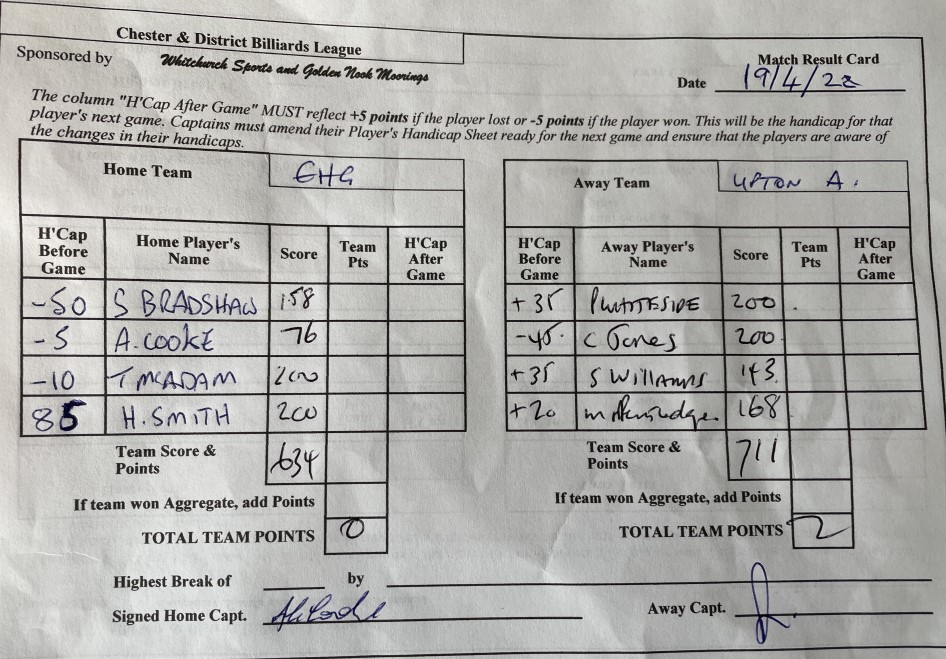 Chester & District Billiards League
Sponsored by Whitchurch Sports and Golden Nook Moorings
Match Result Card
Date 19/4/22
The column "H'Cap After Game" MUST reflect +5 points if the player lost or -5 points if the player won. This will be the handicap for that
player's next game. Captains must amend their Player's Handicap Sheet ready for the next game and ensure that the players are aware of
the changes in their handicaps.
Home Team EHG
H'Cap Before Game Home Player's Name Score Team Pts H'Cap After Game
-50 S BRADSHAW 158
-5 A. COOKE 76
-10 T MCADAM 200
85 H. SMITH 200
Team Score & Points 634
If team won Aggregate, add Points
TOTAL TEAM POINTS 0
Away Team UPTON A.
H'Cap Before Game Away Player's Name Score Team Pts H'Cap After Game
+35 P WHITESIDE 200
-45 C Jones 200
+35 S Williams 143
+20 m 168
Team Score & Points 711
If team won Aggregate, add Points
TOTAL TEAM POINTS 2
Highest Break of by
Signed Home Capt.
Away Capt.